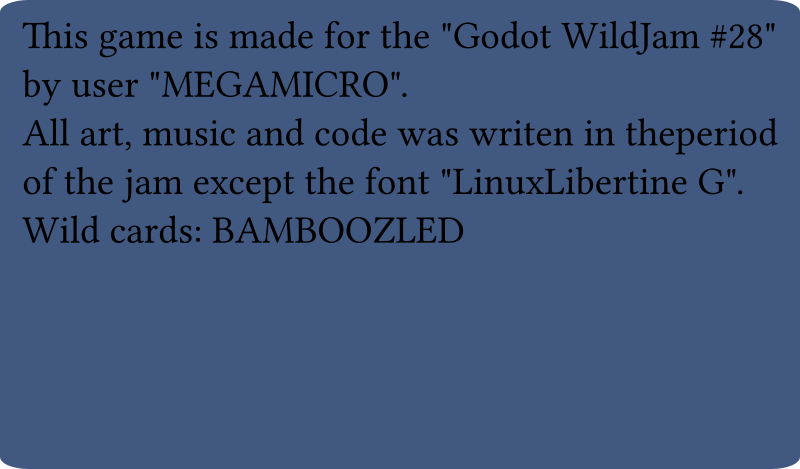 This game is made for the "Godot WildJam #28"
by user "MEGAMICRO".
All art, music and code was writen in theperiod
of the jam except the font "LinuxLibertine G".
Wild cards: BAMBOOZLED